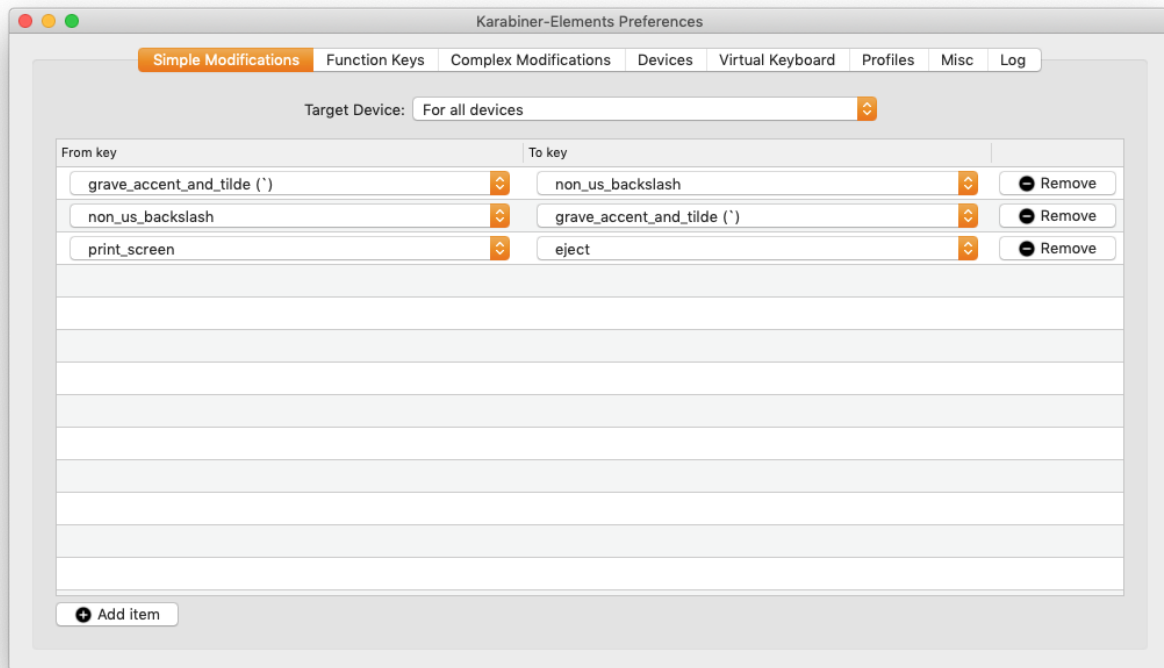 Karabiner-Elements Preferences
Simple Modifications Function Keys Complex Modifications Devices Virtual Keyboard Profiles Misc Log
Target Device: For all devices
From key To key
grave_accent_and_tilde (`) non_us_backslash Remove
non_us_backslash grave_accent_and_tilde (`) Remove
print_screen eject Remove
Add item